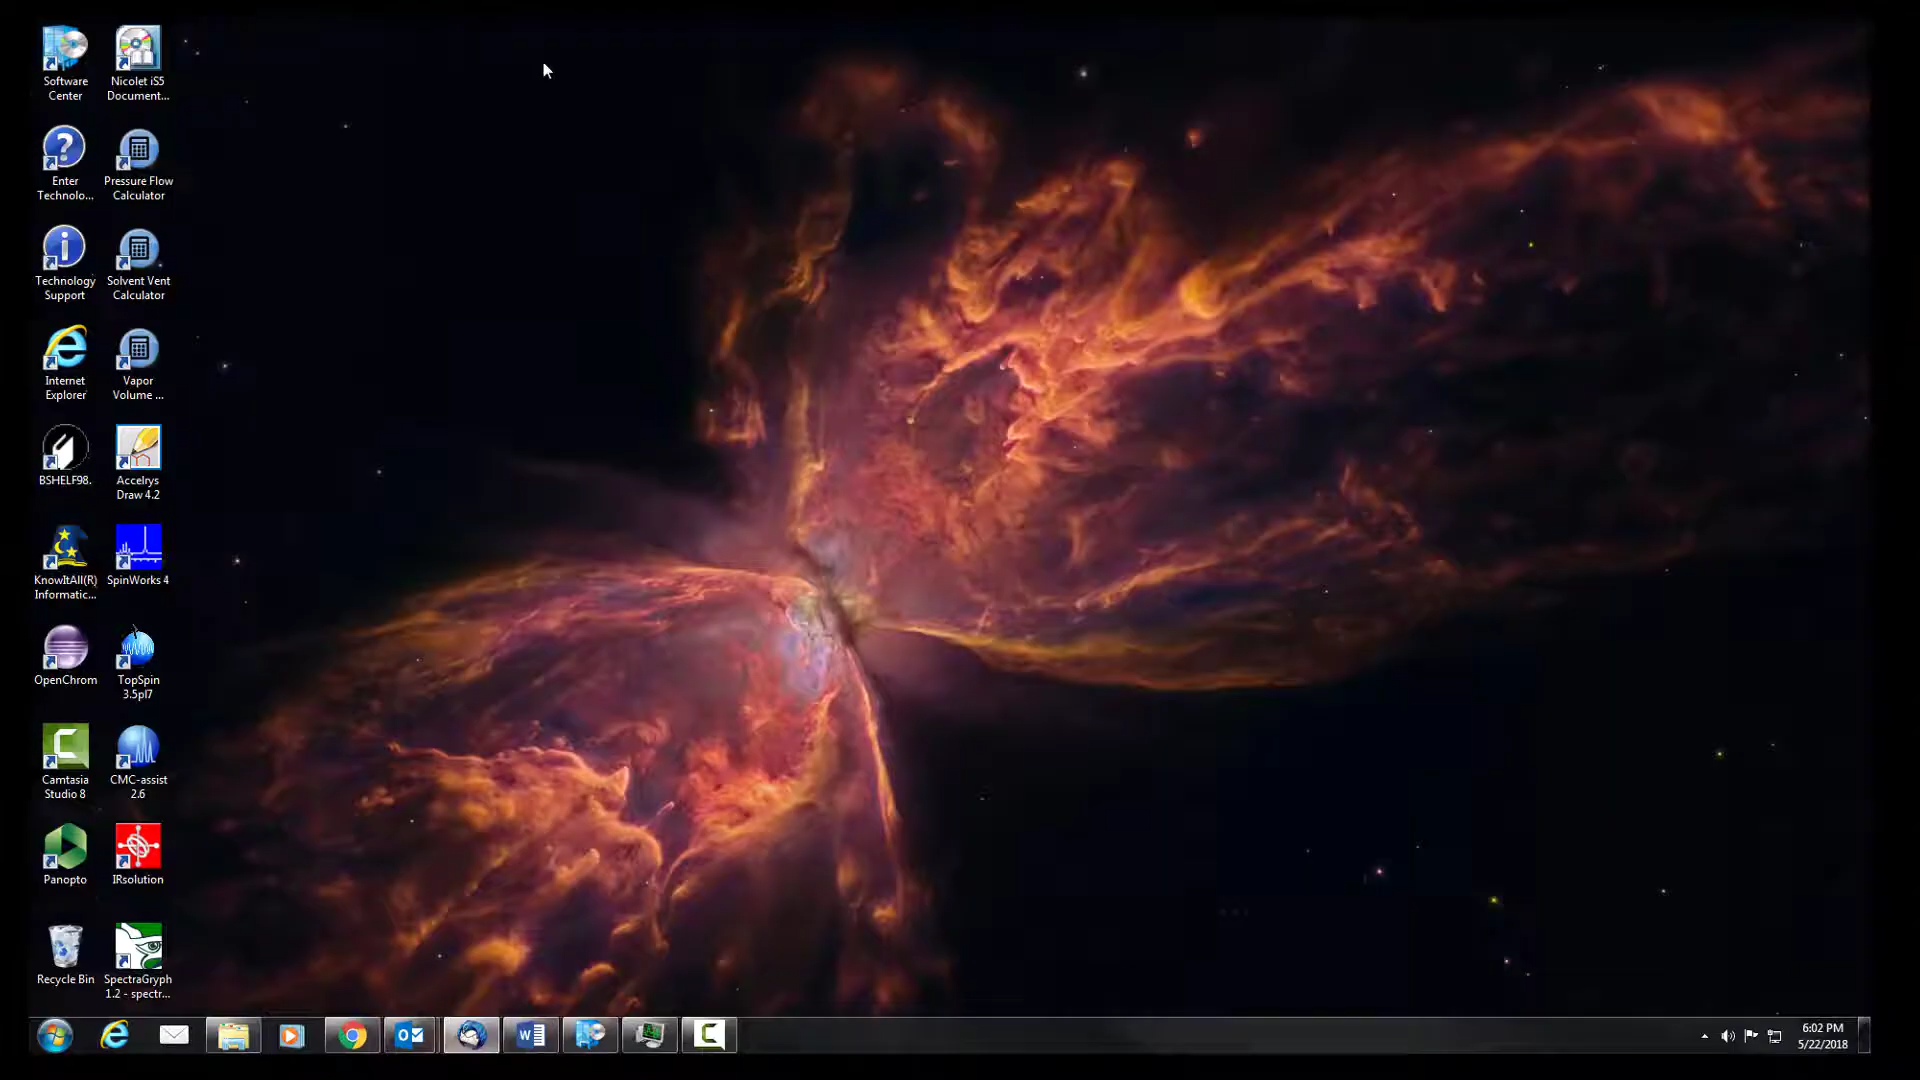 Software
Center
Nicolet iS5
Document...
Enter
Technolo...
Pressure Flow
Calculator
Technology
Support
Solvent Vent
Calculator
Internet
Explorer
Vapor
Volume ...
BSHELF98.
Accelrys
Draw 4.2
KnowItAll(R)
Informatic...
SpinWorks 4
OpenChrom
TopSpin
3.5pl7
Camtasia
Studio 8
CMC-assist
2.6
Panopto
IRsolution
Recycle Bin
SpectraGryph
1.2 - spectr...
6:02 PM
5/22/2018